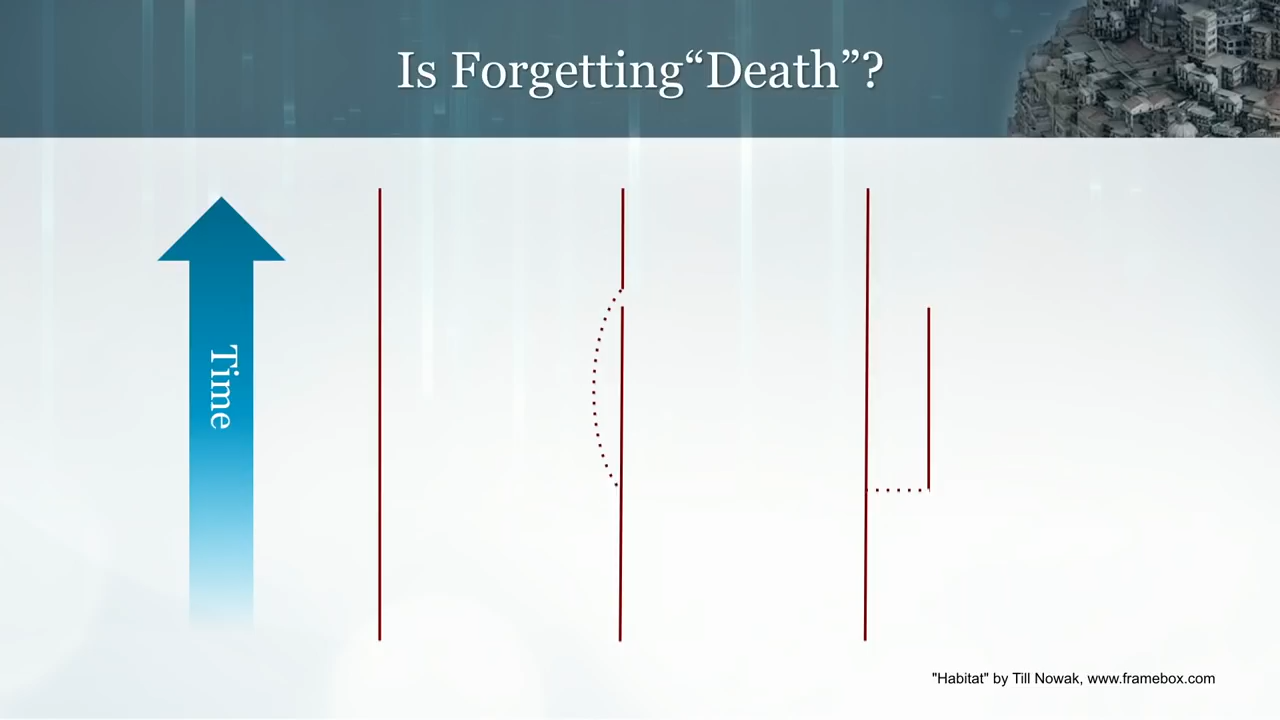 Is Forgetting“Death”?
Time
"Habitat" by Till Nowak, www.framebox.com